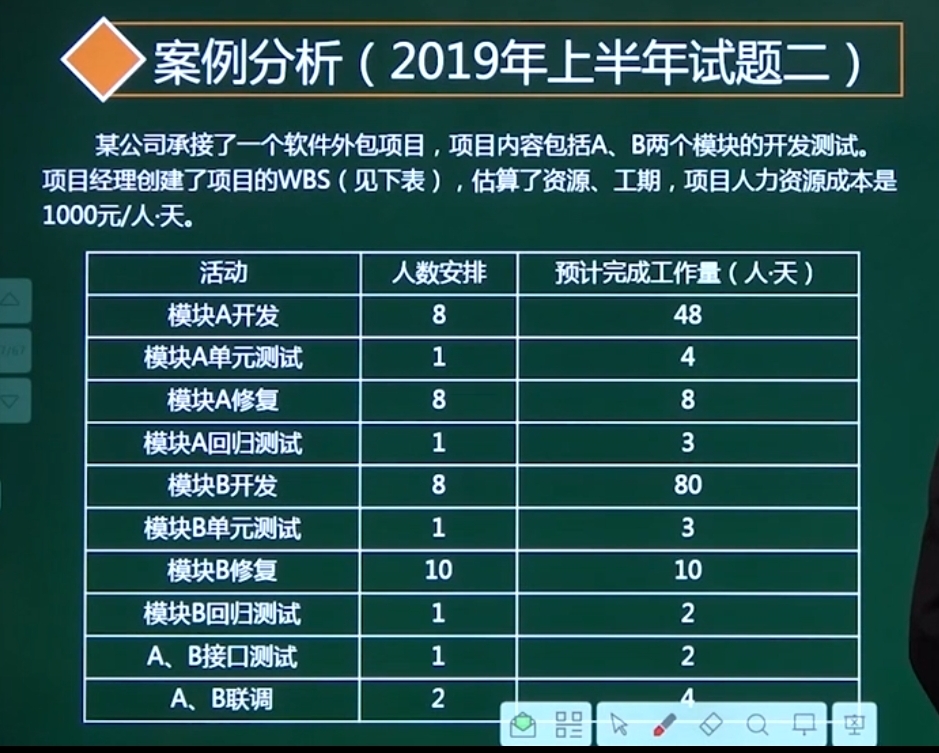 案例分析（2019年上半年试题二）
某公司承接了一个软件外包项目，项目内容包括A、B两个模块的开发测试。
项目经理创建了项目的WBS（见下表），估算了资源、工期，项目人力资源成本是
1000元/人·天。
活动 人数安排 预计完成工作量（人·天）
模块A开发 8 48
模块A单元测试 1 4
模块A修复 8 8
模块A回归测试 1 3
模块B开发 8 80
模块B单元测试 1 3
模块B修复 10 10
模块B回归测试 1 2
A、B接口测试 1 2
A、B联调 2 4